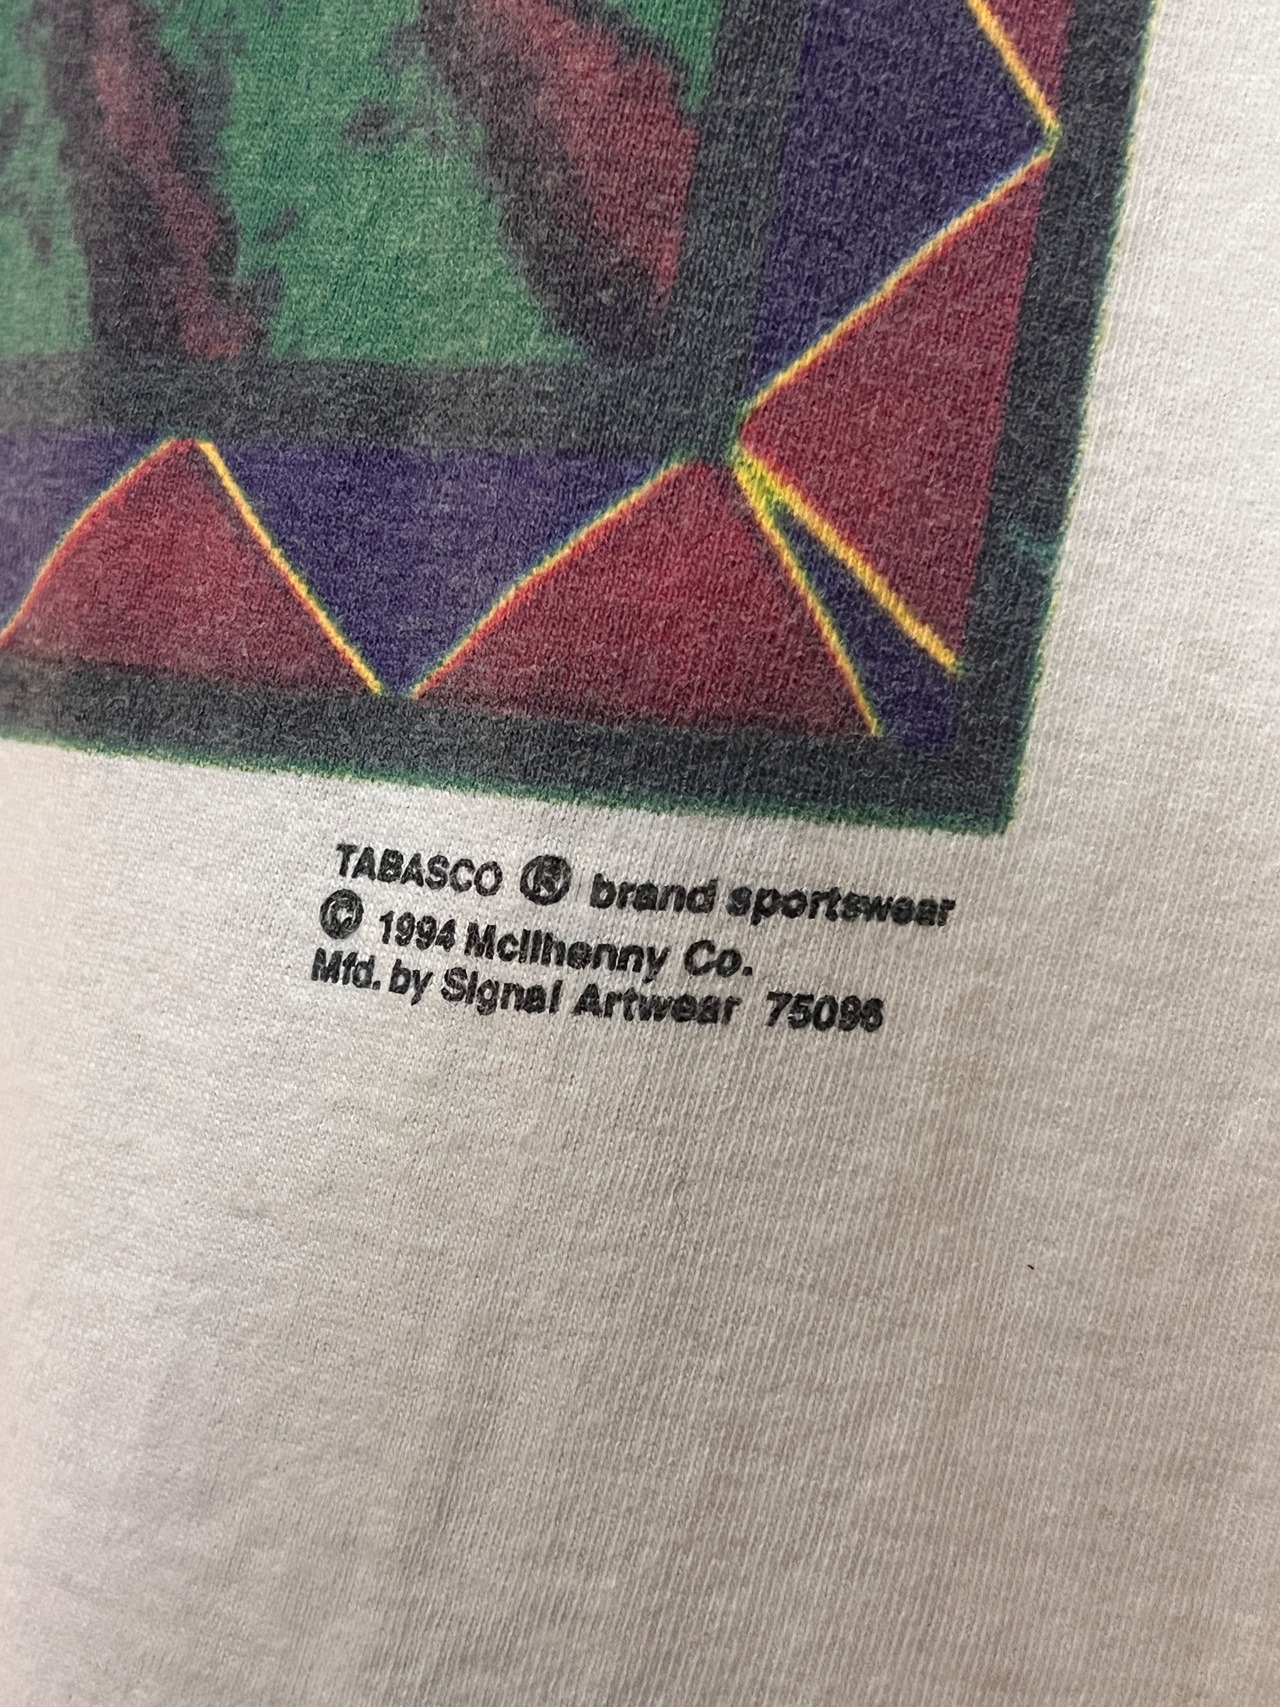 TABASCO ® brand sportswear
© 1994 McIlhenny Co.
Mfd. by Signal Artwear 75096